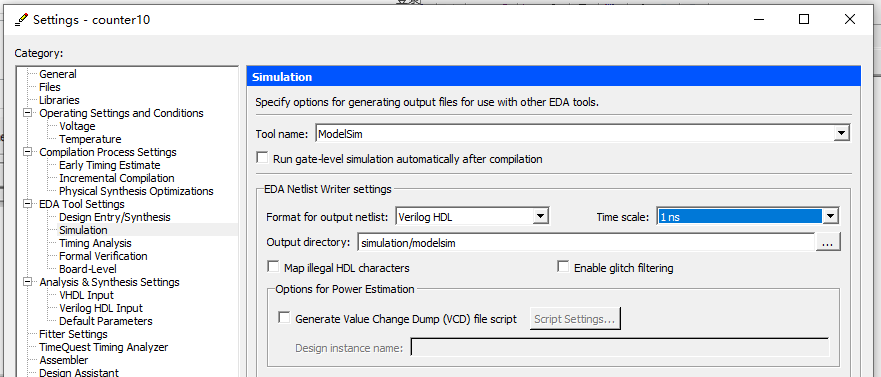 Settings - counter10
Category:
General
Files
Libraries
Operating Settings and Conditions
Voltage
Temperature
Compilation Process Settings
Early Timing Estimate
Incremental Compilation
Physical Synthesis Optimizations
EDA Tool Settings
Design Entry/Synthesis
Simulation
Timing Analysis
Formal Verification
Board-Level
Analysis & Synthesis Settings
VHDL Input
Verilog HDL Input
Default Parameters
Fitter Settings
TimeQuest Timing Analyzer
Assembler
Design Assistant
Simulation
Specify options for generating output files for use with other EDA tools.
Tool name: ModelSim
Run gate-level simulation automatically after compilation
EDA Netlist Writer settings
Format for output netlist: Verilog HDL Time scale: 1 ns
Output directory: simulation/modelsim ...
Map illegal HDL characters Enable glitch filtering
Options for Power Estimation
Generate Value Change Dump (VCD) file script Script Settings...
Design instance name: